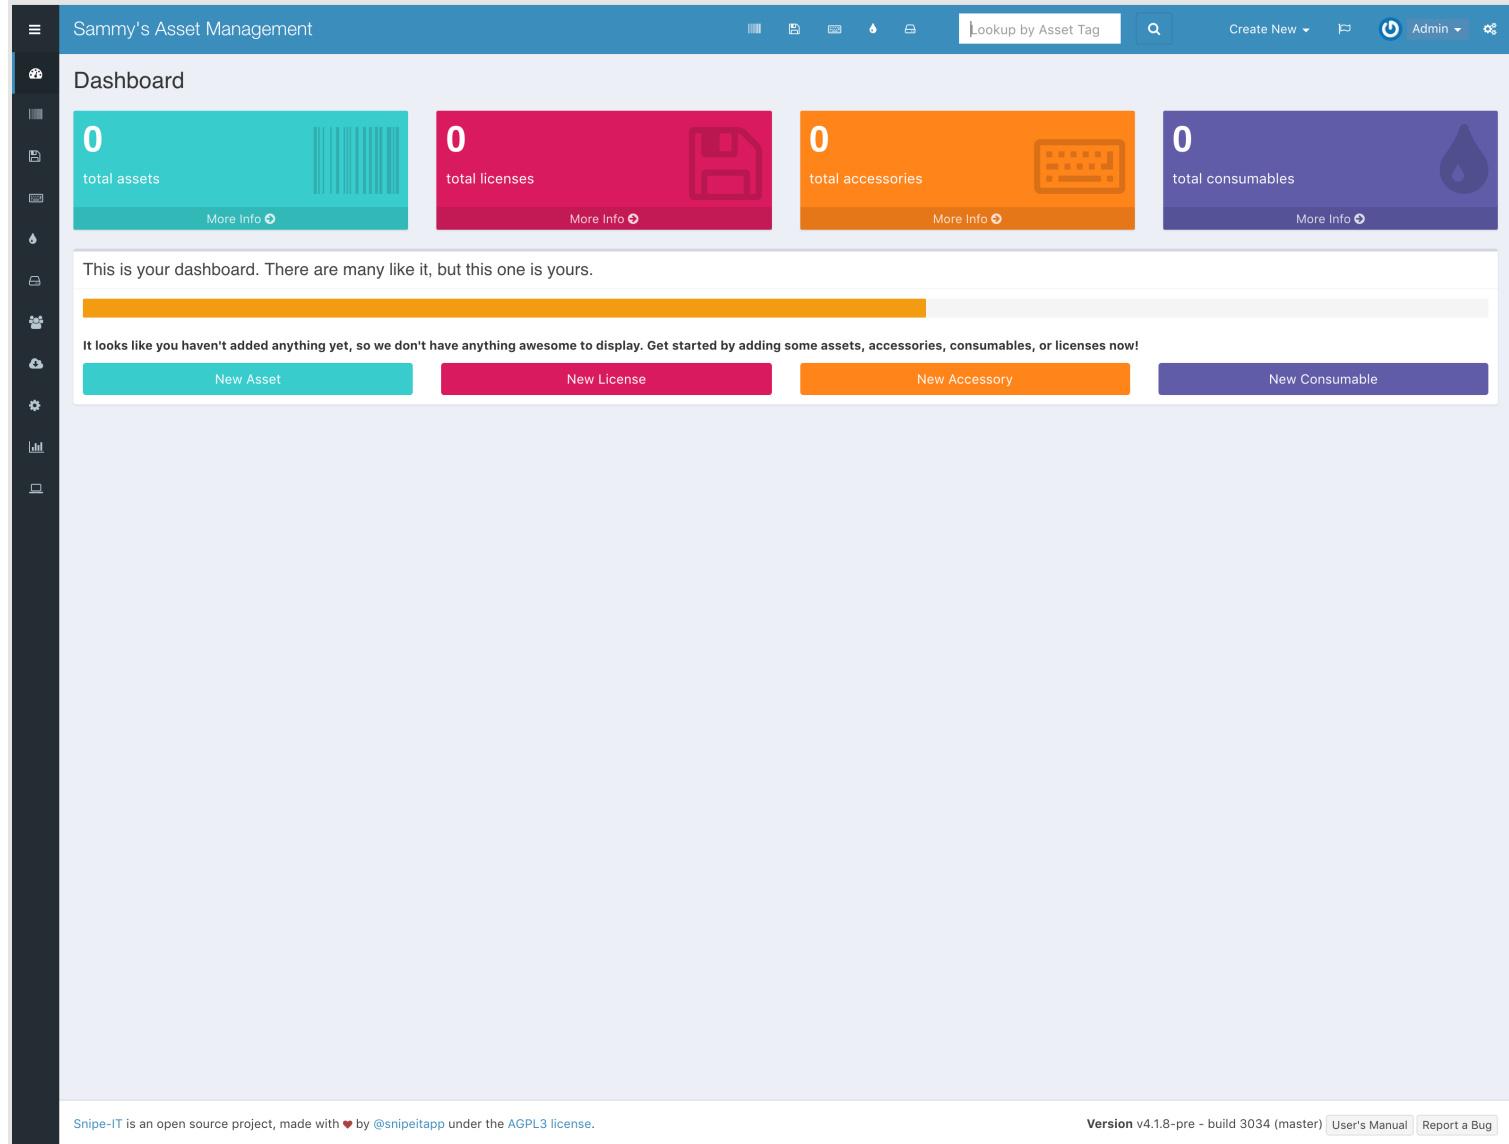 Sammy's Asset Management
Lookup by Asset Tag
Create New
Admin
Dashboard
0
total assets
More Info
0
total licenses
More Info
0
total accessories
More Info
0
total consumables
More Info
This is your dashboard. There are many like it, but this one is yours.
It looks like you haven't added anything yet, so we don't have anything awesome to display. Get started by adding some assets, accessories, consumables, or licenses now!
New Asset
New License
New Accessory
New Consumable
Snipe-IT is an open source project, made with ♥ by @snipeitapp under the AGPL3 license.
Version v4.1.8-pre - build 3034 (master)
User's Manual
Report a Bug